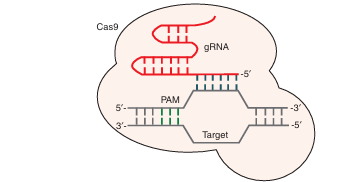 Cas9
gRNA
-5′
PAM
5′-
-3′
3′-
-5′
Target